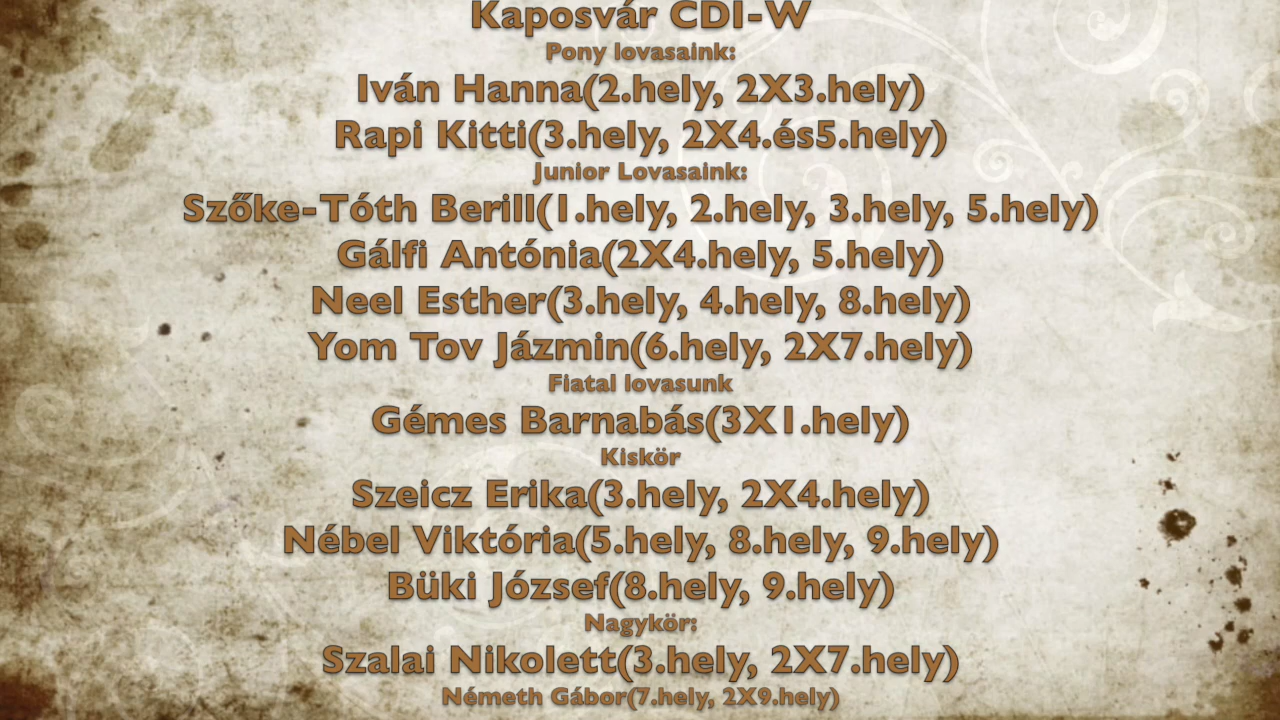 Kaposvár CDI-W
Pony lovasaink:
Iván Hanna(2.hely, 2X3.hely)
Rapi Kitti(3.hely, 2X4.és5.hely)
Junior Lovasaink:
Szőke-Tóth Berill(1.hely, 2.hely, 3.hely, 5.hely)
Gálfi Antónia(2X4.hely, 5.hely)
Neel Esther(3.hely, 4.hely, 8.hely)
Yom Tov Jázmin(6.hely, 2X7.hely)
Fiatal lovasunk
Gémes Barnabás(3X1.hely)
Kiskör
Szeicz Erika(3.hely, 2X4.hely)
Nébel Viktória(5.hely, 8.hely, 9.hely)
Büki József(8.hely, 9.hely)
Nagykör:
Szalai Nikolett(3.hely, 2X7.hely)
Németh Gábor(7.hely, 2X9.hely)